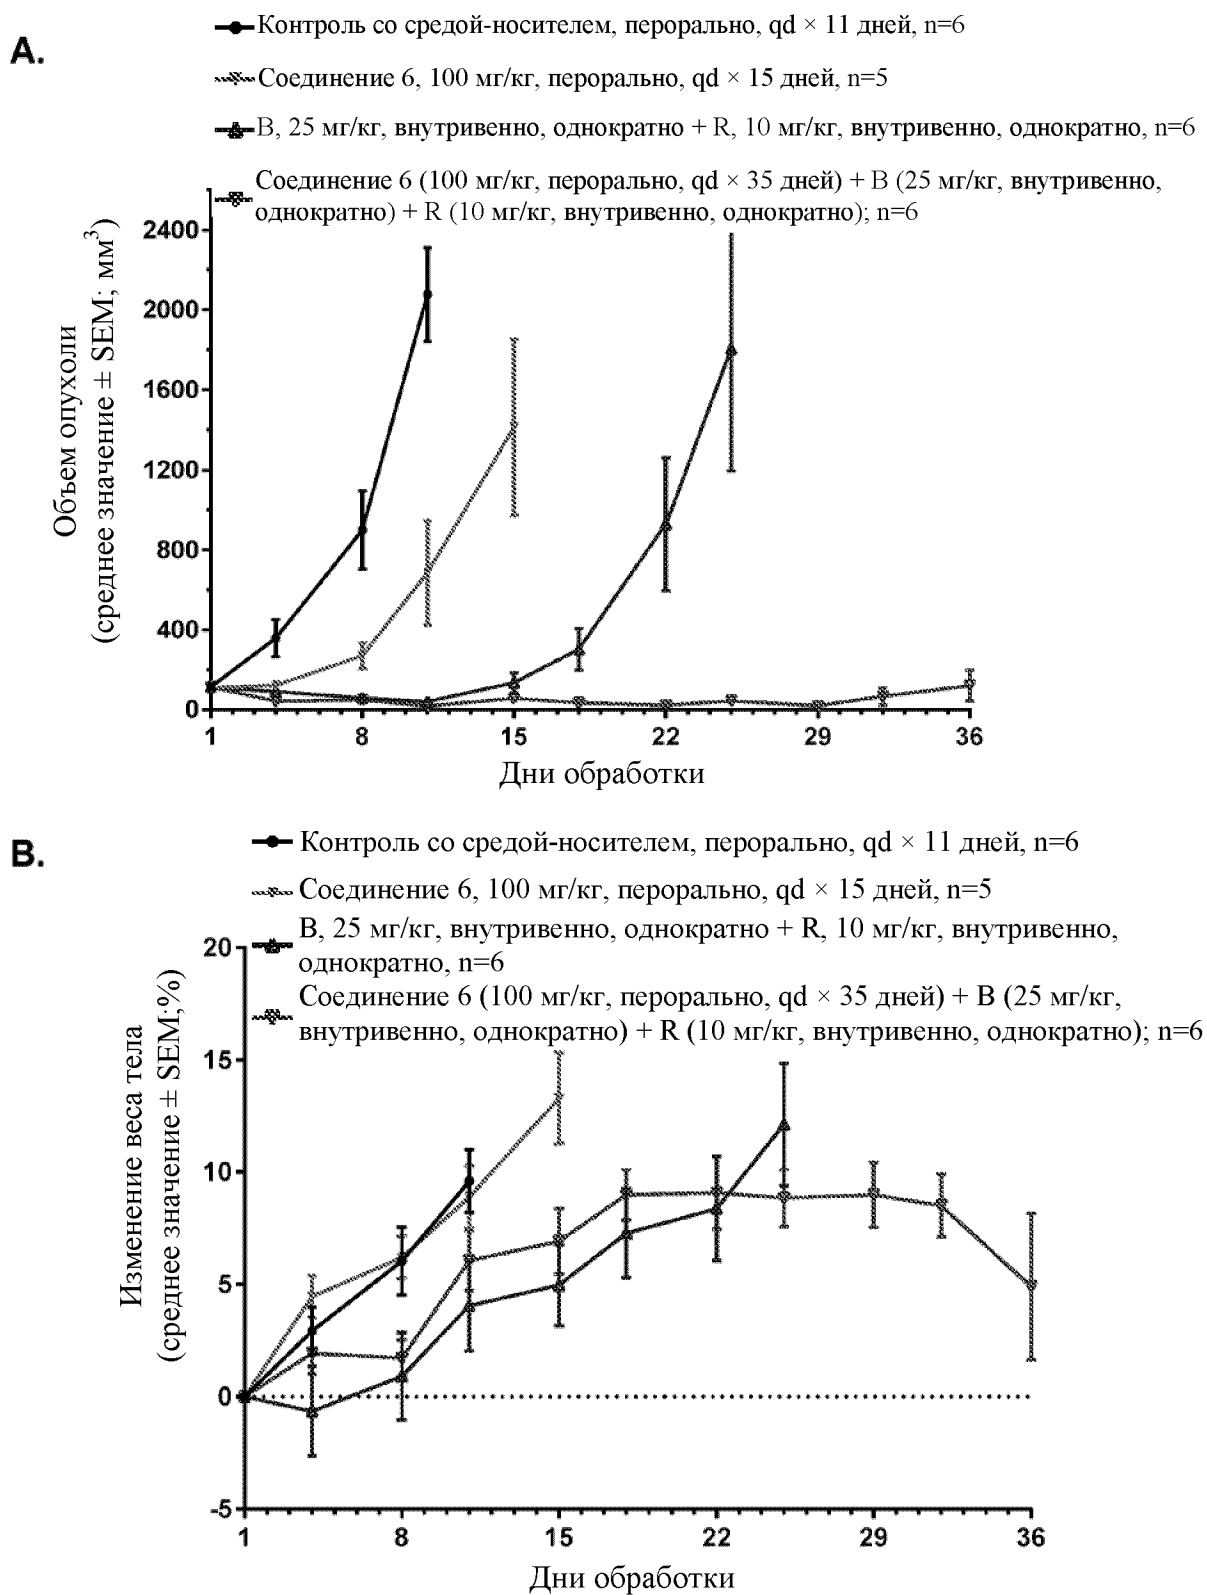 A.
Контроль со средой-носителем, перорально, qd × 11 дней, n=6
Соединение 6, 100 мг/кг, перорально, qd × 15 дней, n=5
B, 25 мг/кг, внутривенно, однократно + R, 10 мг/кг, внутривенно, однократно, n=6
Соединение 6 (100 мг/кг, перорально, qd × 35 дней) + B (25 мг/кг, внутривенно,
однократно) + R (10 мг/кг, внутривенно, однократно); n=6
Объем опухоли
(среднее значение ± SEM; мм³)
2400
2000
1600
1200
800
400
0
1 8 15 22 29 36
Дни обработки
B.
Контроль со средой-носителем, перорально, qd × 11 дней, n=6
Соединение 6, 100 мг/кг, перорально, qd × 15 дней, n=5
B, 25 мг/кг, внутривенно, однократно + R, 10 мг/кг, внутривенно,
однократно, n=6
Соединение 6 (100 мг/кг, перорально, qd × 35 дней) + B (25 мг/кг,
внутривенно, однократно) + R (10 мг/кг, внутривенно, однократно); n=6
Изменение веса тела
(среднее значение ± SEM;%)
20
15
10
5
0
-5
1 8 15 22 29 36
Дни обработки